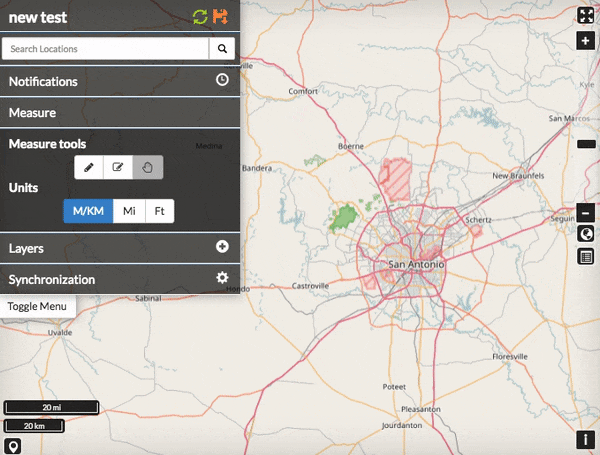 new test
Search Locations
Notifications
Measure
Measure tools
Units
M/KM Mi Ft
Layers
Synchronization
Toggle Menu
Comfort
Kyle
San Marcos
Boerne
Medina
Bandera
New Braunfels
Schertz
Seguin
San Antonio
Castroville
Hondo
Sabinal
Uvalde
Floresville
Poteet
Pleasanton
Jourdanton
20 mi
20 km